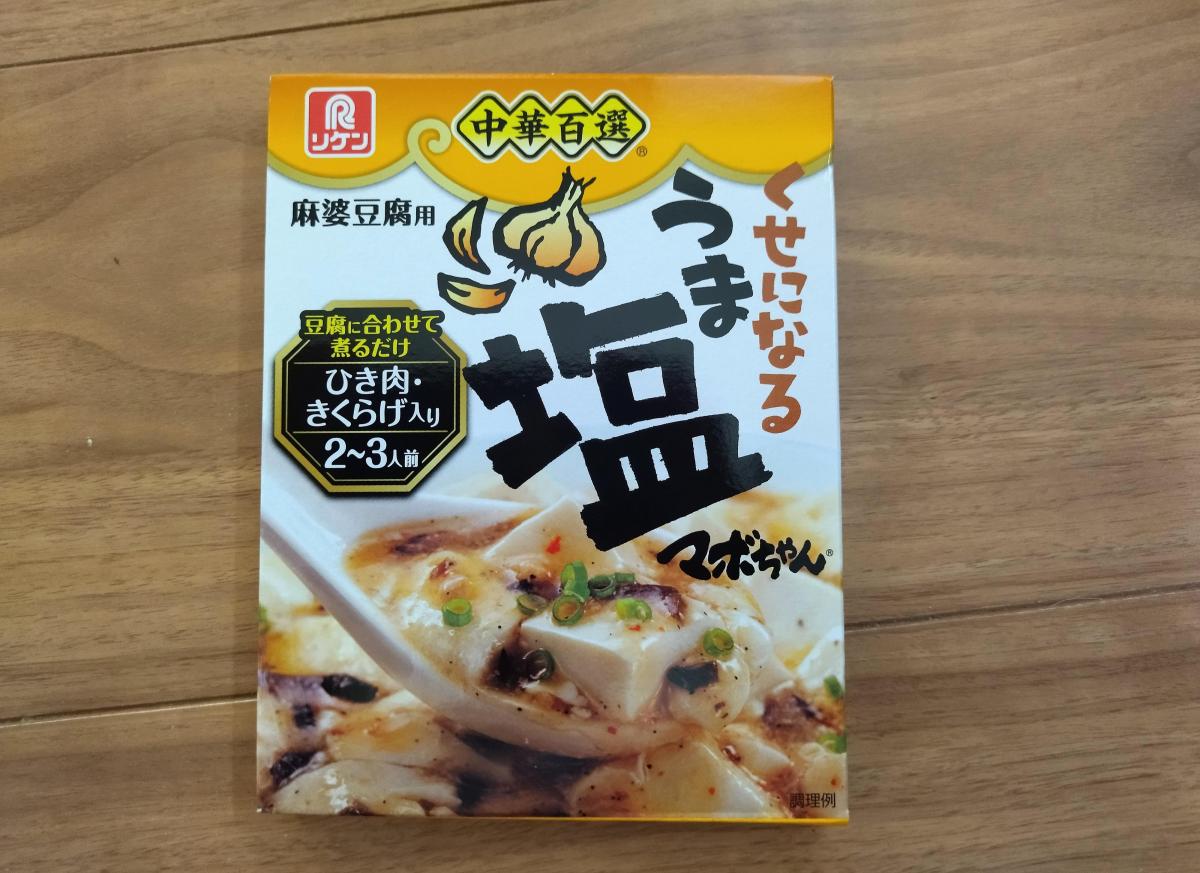 R
リケン
中華百選®
麻婆豆腐用
くせになる
うま
塩
マボちゃん®
豆腐に合わせて
煮るだけ
ひき肉・
きくらげ入り
2~3人前
調理例